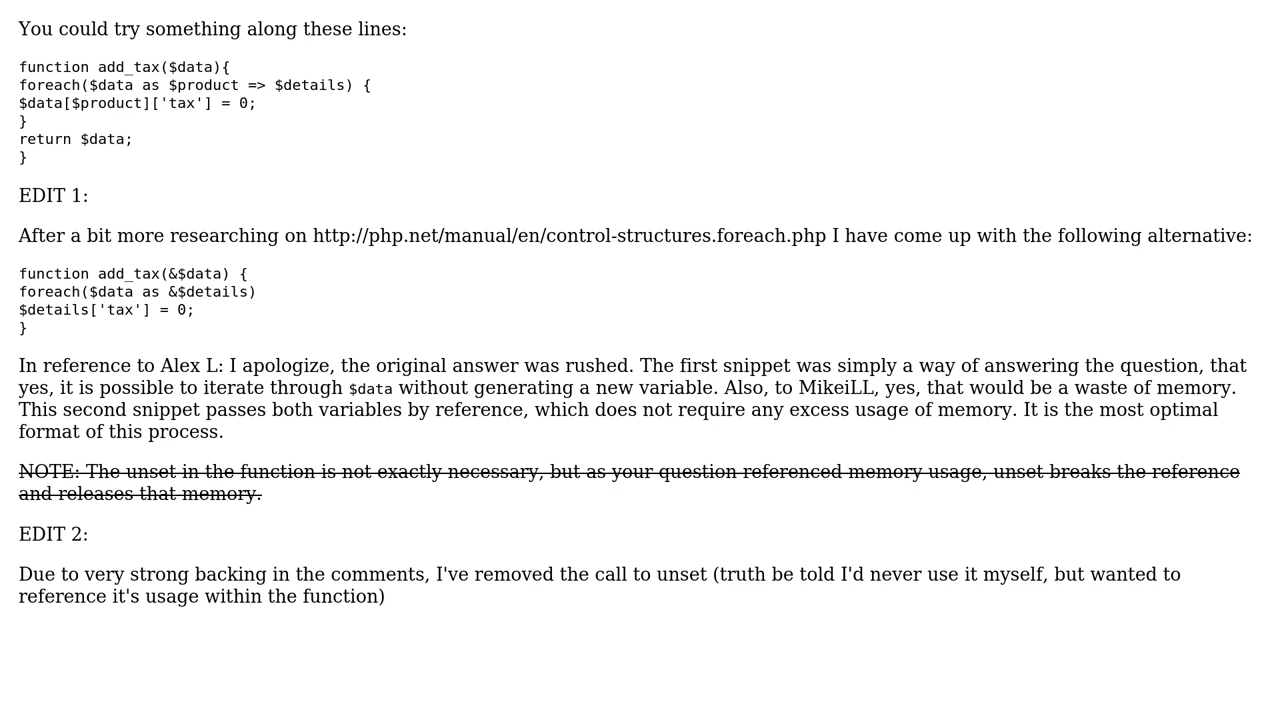 You could try something along these lines:
function add_tax($data){
foreach($data as $product => $details) {
$data[$product]['tax'] = 0;
}
return $data;
}
EDIT 1:
After a bit more researching on http://php.net/manual/en/control-structures.foreach.php I have come up with the following alternative:
function add_tax(&$data) {
foreach($data as &$details)
$details['tax'] = 0;
}
In reference to Alex L: I apologize, the original answer was rushed. The first snippet was simply a way of answering the question, that
yes, it is possible to iterate through $data without generating a new variable. Also, to MikeiLL, yes, that would be a waste of memory.
This second snippet passes both variables by reference, which does not require any excess usage of memory. It is the most optimal
format of this process.
NOTE: The unset in the function is not exactly necessary, but as your question referenced memory usage, unset breaks the reference
and releases that memory.
EDIT 2:
Due to very strong backing in the comments, I've removed the call to unset (truth be told I'd never use it myself, but wanted to
reference it's usage within the function)